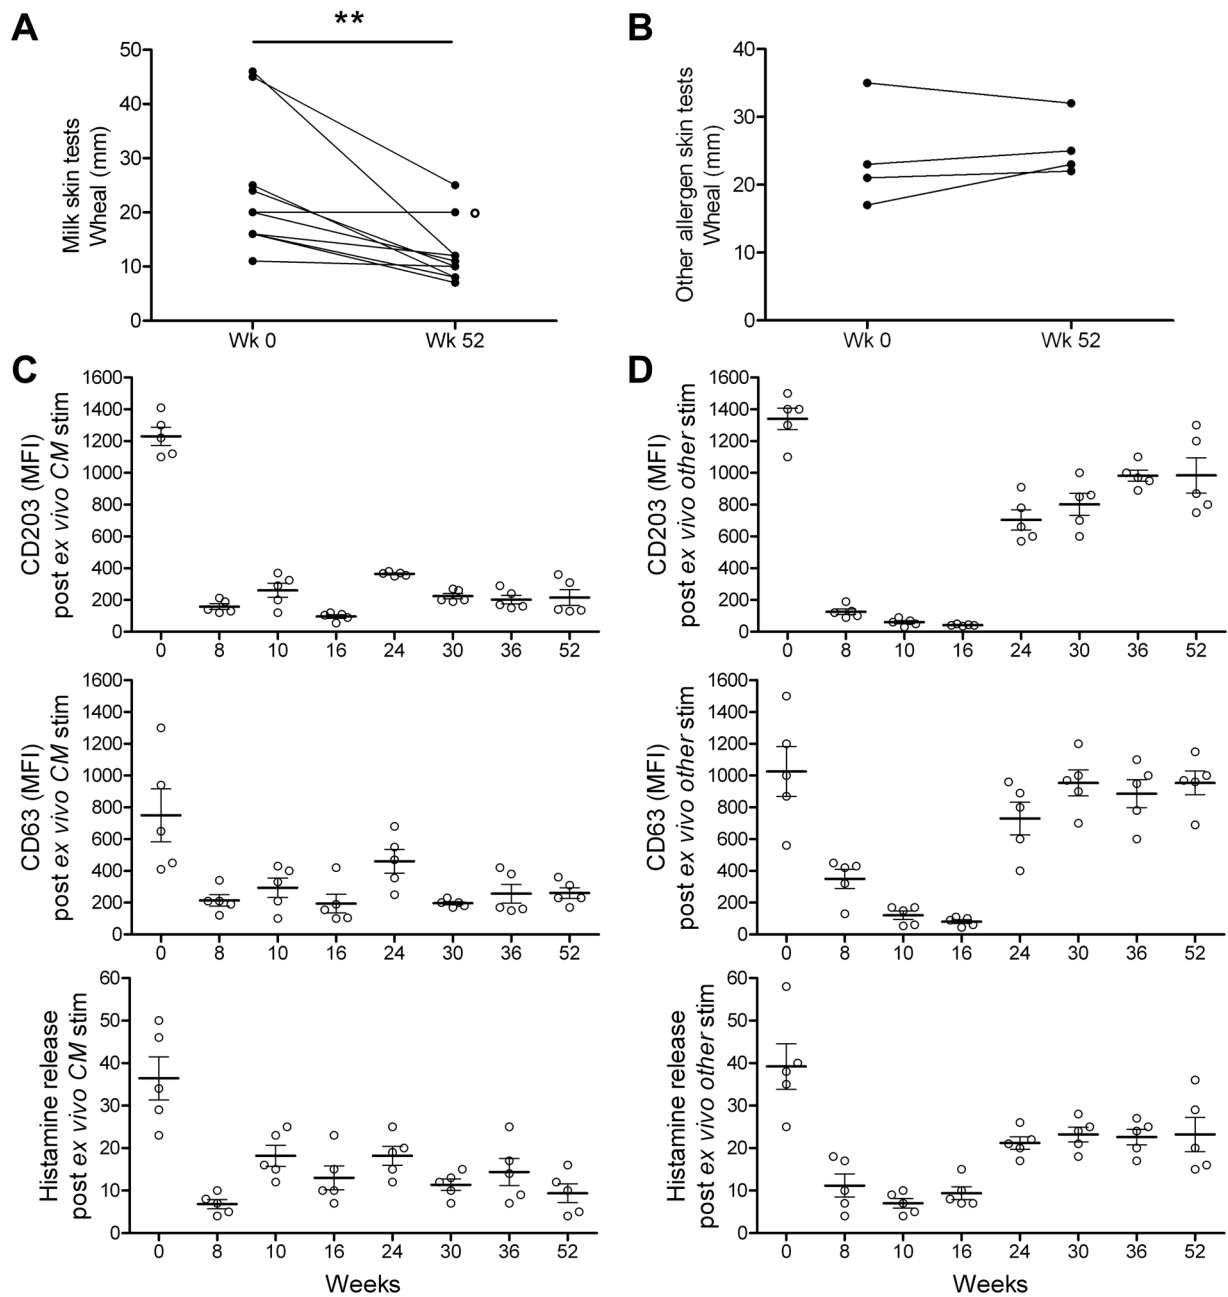 A
**
Milk skin tests
Wheal (mm)
50
40
30
20
10
0
Wk 0
Wk 52
B
Other allergen skin tests
Wheal (mm)
40
30
20
10
0
Wk 0
Wk 52
C
CD203 (MFI)
post ex vivo CM stim
1600
1400
1200
1000
800
600
400
200
0
0 8 10 16 24 30 36 52
CD63 (MFI)
post ex vivo CM stim
1600
1400
1200
1000
800
600
400
200
0
0 8 10 16 24 30 36 52
Histamine release
post ex vivo CM stim
60
50
40
30
20
10
0
0 8 10 16 24 30 36 52
Weeks
D
CD203 (MFI)
post ex vivo other stim
1600
1400
1200
1000
800
600
400
200
0
0 8 10 16 24 30 36 52
CD63 (MFI)
post ex vivo other stim
1600
1400
1200
1000
800
600
400
200
0
0 8 10 16 24 30 36 52
Histamine release
post ex vivo other stim
60
50
40
30
20
10
0
0 8 10 16 24 30 36 52
Weeks